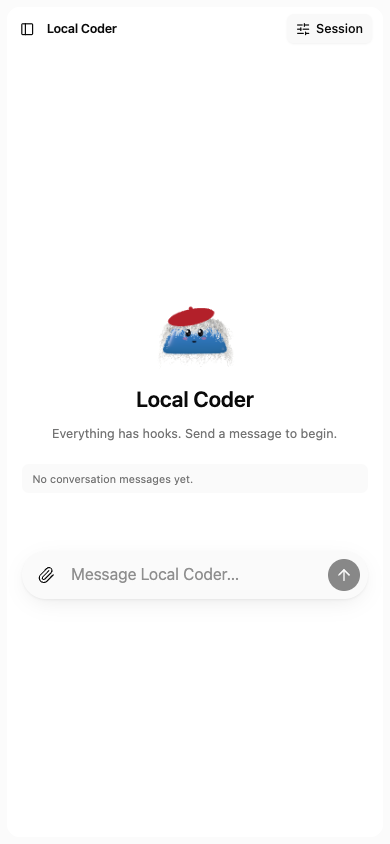 Local Coder
Session
Local Coder
Everything has hooks. Send a message to begin.
No conversation messages yet.
Message Local Coder...